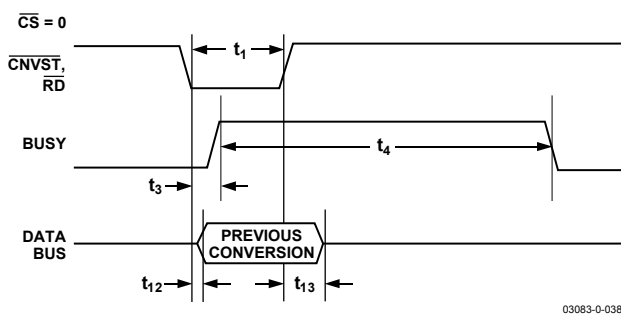 CS = 0
t1
CNVST,
RD
BUSY
t4
t3
DATA
BUS
PREVIOUS
CONVERSION
t12
t13
03083-0-038